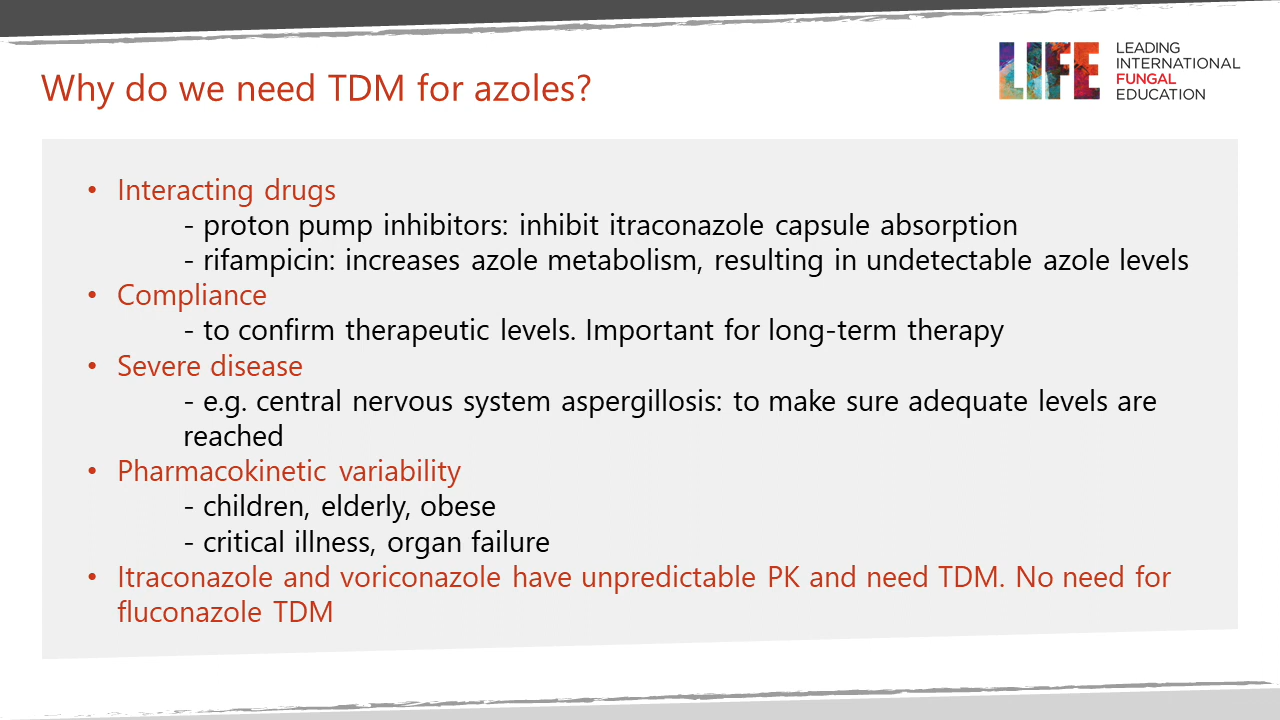 Why do we need TDM for azoles?
LIFE
LEADING
INTERNATIONAL
FUNGAL
EDUCATION
• Interacting drugs
- proton pump inhibitors: inhibit itraconazole capsule absorption
- rifampicin: increases azole metabolism, resulting in undetectable azole levels
• Compliance
- to confirm therapeutic levels. Important for long-term therapy
• Severe disease
- e.g. central nervous system aspergillosis: to make sure adequate levels are
reached
• Pharmacokinetic variability
- children, elderly, obese
- critical illness, organ failure
• Itraconazole and voriconazole have unpredictable PK and need TDM. No need for
fluconazole TDM